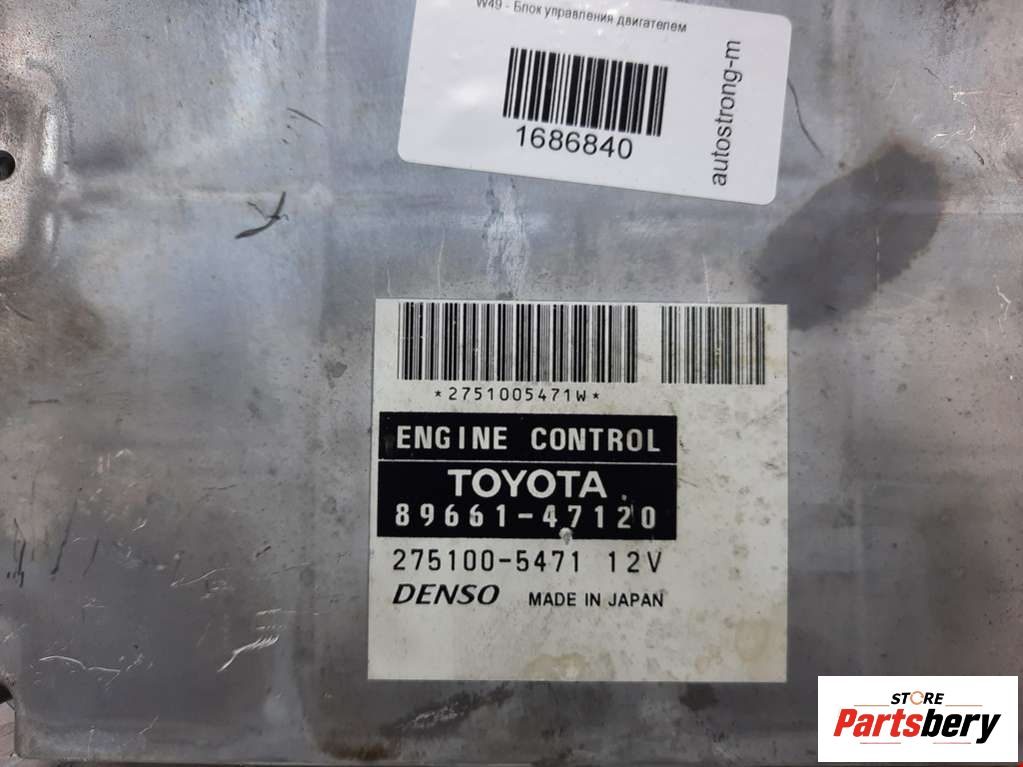 W49 - Блок управления двигателем
1686840
autostrong-m
*2751005471W*
ENGINE CONTROL
TOYOTA
89661-47120
275100-5471 12V
DENSO MADE IN JAPAN
STORE
Partsbery